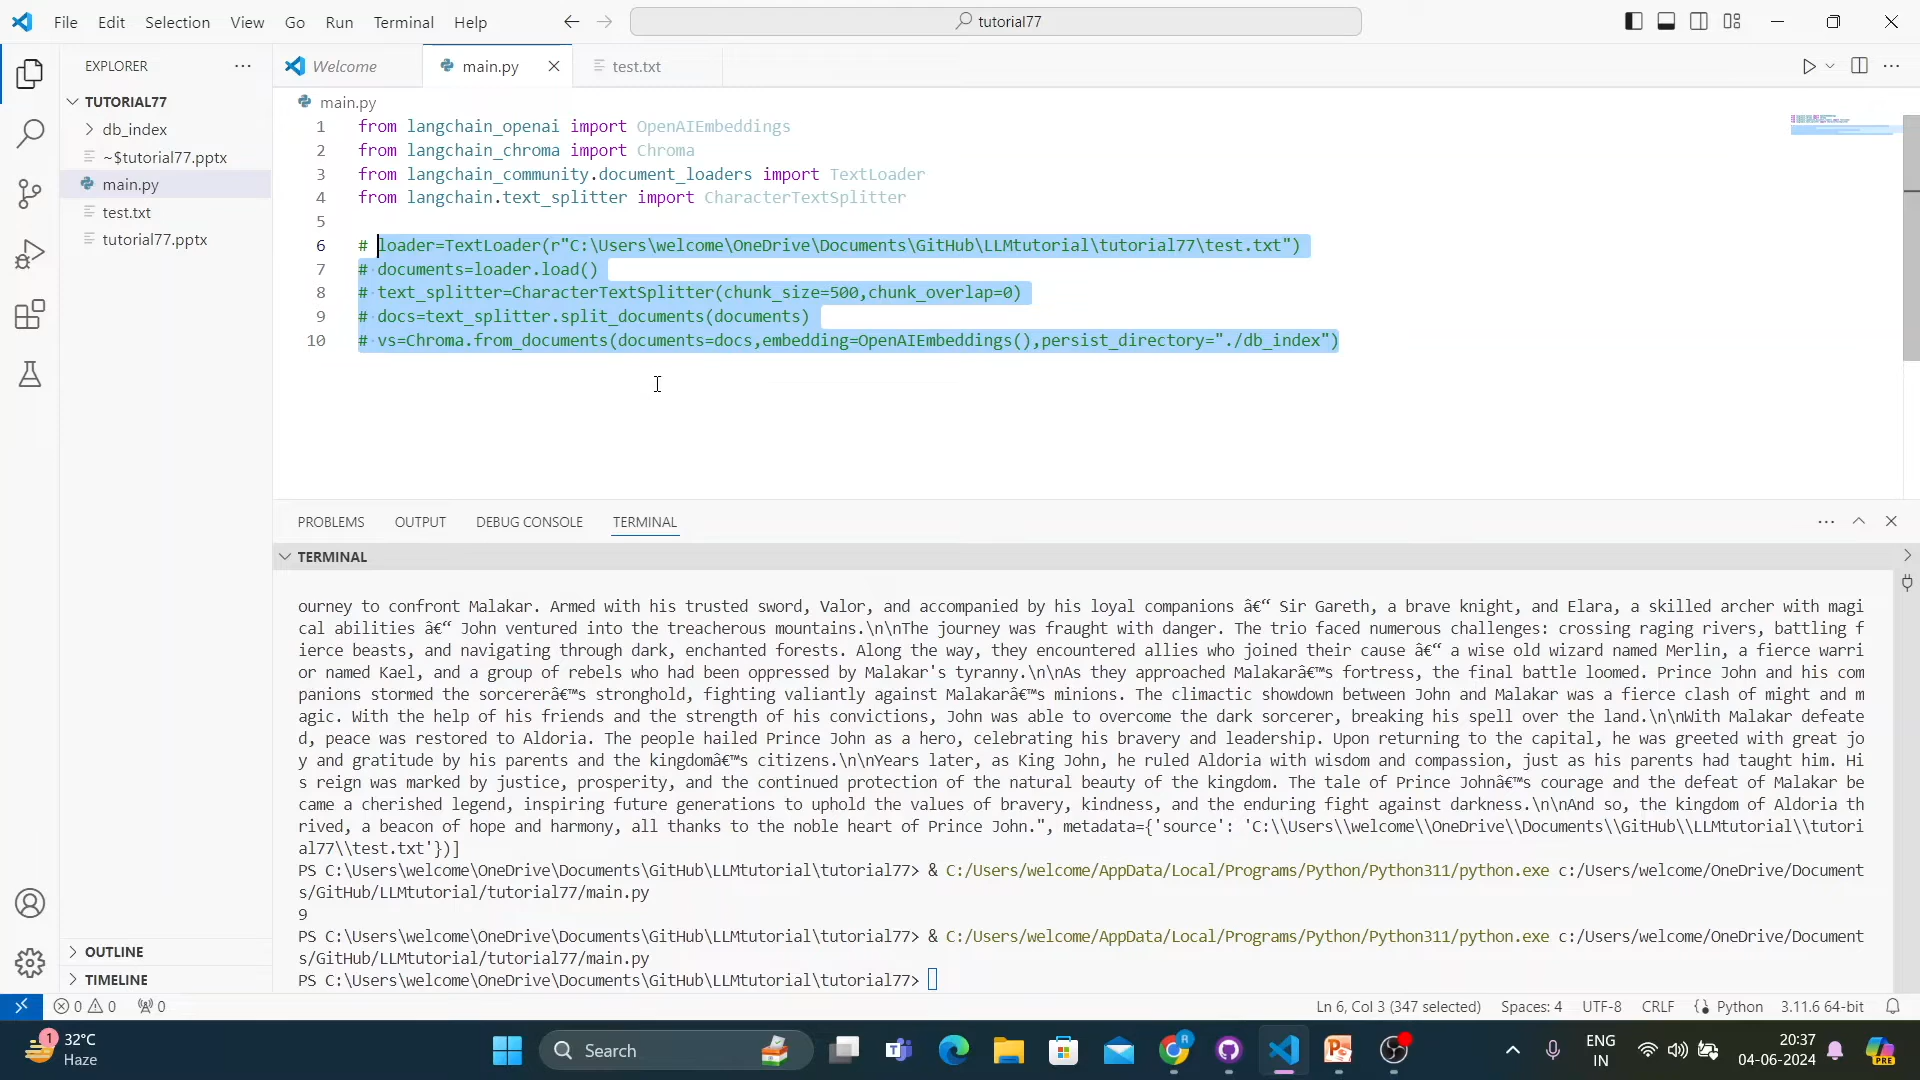 File Edit Selection View Go Run Terminal Help
tutorial77
EXPLORER
Welcome
main.py
test.txt
TUTORIAL77
db_index
~$tutorial77.pptx
main.py
test.txt
tutorial77.pptx
main.py
1 from langchain_openai import OpenAIEmbeddings
2 from langchain_chroma import Chroma
3 from langchain_community.document_loaders import TextLoader
4 from langchain.text_splitter import CharacterTextSplitter
5
6 # loader=TextLoader(r"C:\Users\welcome\OneDrive\Documents\GitHub\LLMtutorial\tutorial77\test.txt")
7 # documents=loader.load()
8 # text_splitter=CharacterTextSplitter(chunk_size=500,chunk_overlap=0)
9 # docs=text_splitter.split_documents(documents)
10 # vs=Chroma.from_documents(documents=docs,embedding=OpenAIEmbeddings(),persist_directory="./db_index")
PROBLEMS OUTPUT DEBUG CONSOLE TERMINAL
TERMINAL
ourney to confront Malakar. Armed with his trusted sword, Valor, and accompanied by his loyal companions â€“ Sir Gareth, a brave knight, and Elara, a skilled archer with magi
cal abilities â€“ John ventured into the treacherous mountains.\n\nThe journey was fraught with danger. The trio faced numerous challenges: crossing raging rivers, battling f
ierce beasts, and navigating through dark, enchanted forests. Along the way, they encountered allies who joined their cause â€“ a wise old wizard named Merlin, a fierce warri
or named Kael, and a group of rebels who had been oppressed by Malakar's tyranny.\n\nAs they approached Malakarâ€™s fortress, the final battle loomed. Prince John and his com
panions stormed the sorcererâ€™s stronghold, fighting valiantly against Malakarâ€™s minions. The climactic showdown between John and Malakar was a fierce clash of might and m
agic. With the help of his friends and the strength of his convictions, John was able to overcome the dark sorcerer, breaking his spell over the land.\n\nWith Malakar defeate
d, peace was restored to Aldoria. The people hailed Prince John as a hero, celebrating his bravery and leadership. Upon returning to the capital, he was greeted with great jo
y and gratitude by his parents and the kingdomâ€™s citizens.\n\nYears later, as King John, he ruled Aldoria with wisdom and compassion, just as his parents had taught him. Hi
s reign was marked by justice, prosperity, and the continued protection of the natural beauty of the kingdom. The tale of Prince Johnâ€™s courage and the defeat of Malakar be
came a cherished legend, inspiring future generations to uphold the values of bravery, kindness, and the enduring fight against darkness.\n\nAnd so, the kingdom of Aldoria th
rived, a beacon of hope and harmony, all thanks to the noble heart of Prince John.", metadata={'source': 'C:\\Users\\welcome\\OneDrive\\Documents\\GitHub\\LLMtutorial\\tutori
al77\\test.txt'})]
PS C:\Users\welcome\OneDrive\Documents\GitHub\LLMtutorial\tutorial77> & C:/Users/welcome/AppData/Local/Programs/Python/Python311/python.exe c:/Users/welcome/OneDrive/Document
s/GitHub/LLMtutorial/tutorial77/main.py
9
PS C:\Users\welcome\OneDrive\Documents\GitHub\LLMtutorial\tutorial77> & C:/Users/welcome/AppData/Local/Programs/Python/Python311/python.exe c:/Users/welcome/OneDrive/Document
s/GitHub/LLMtutorial/tutorial77/main.py
PS C:\Users\welcome\OneDrive\Documents\GitHub\LLMtutorial\tutorial77>
OUTLINE
TIMELINE
0 0 0
Ln 6, Col 3 (347 selected) Spaces: 4 UTF-8 CRLF Python 3.11.6 64-bit
1
32°C
Haze
Search
ENG
IN
20:37
04-06-2024
PRE